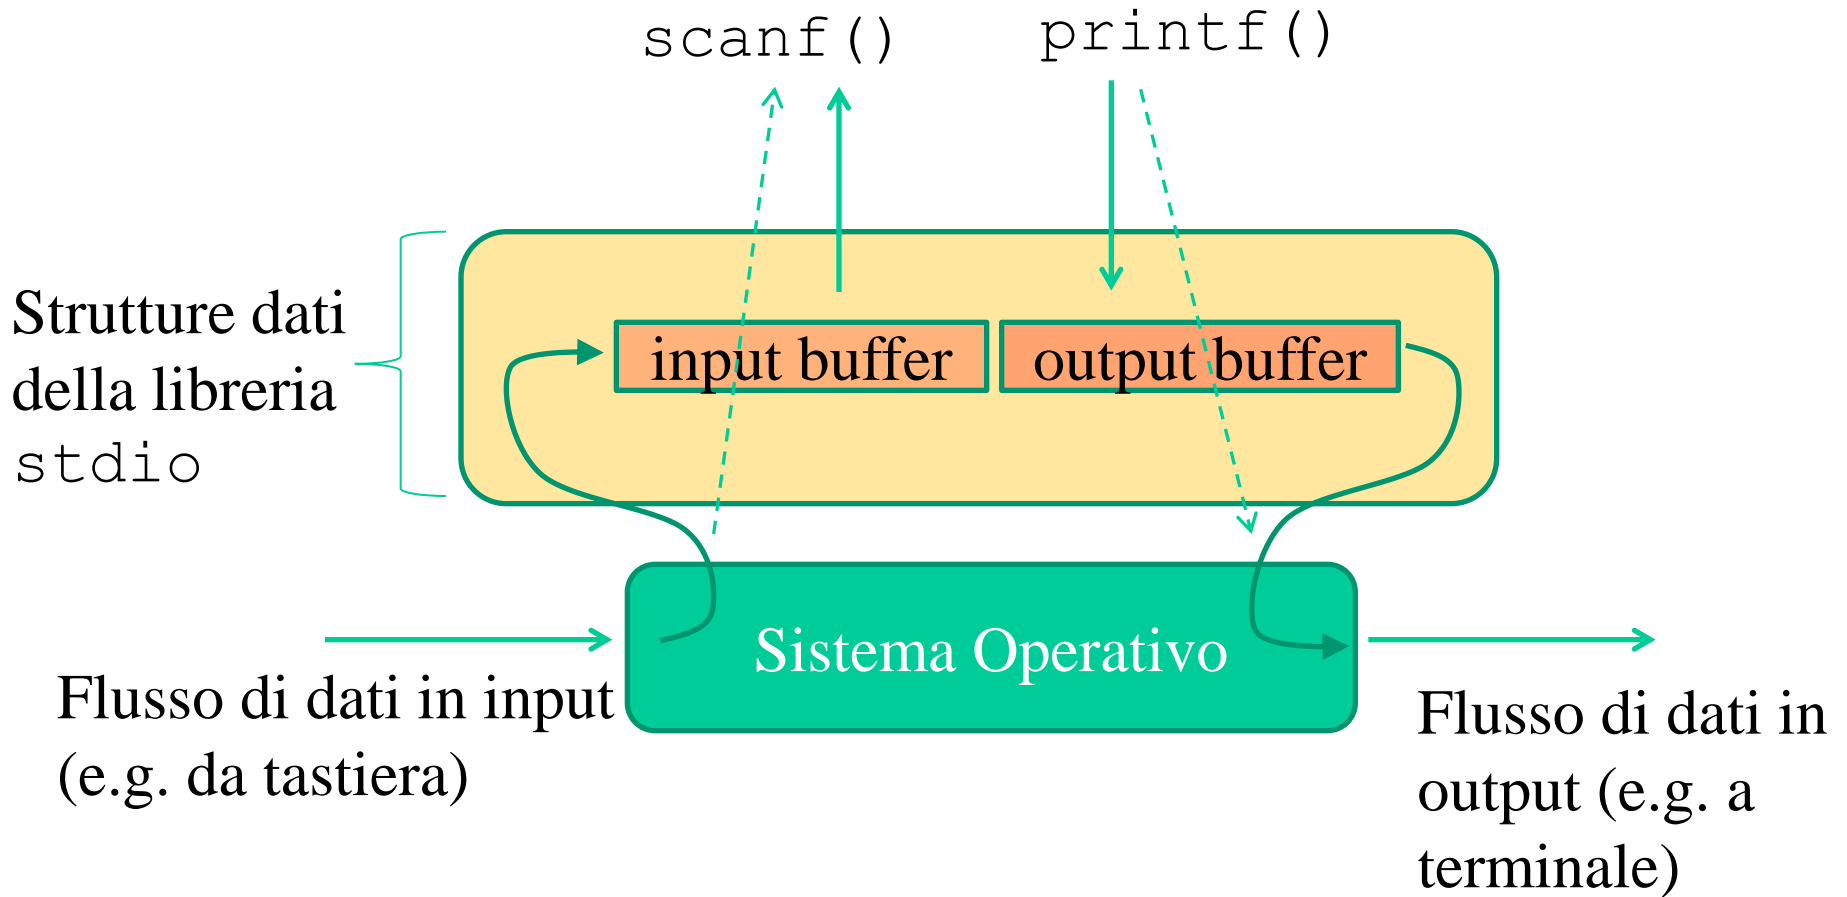 scanf()
printf()
Strutture dati
della libreria
stdio
input buffer
output buffer
Sistema Operativo
Flusso di dati in input
(e.g. da tastiera)
Flusso di dati in
output (e.g. a
terminale)